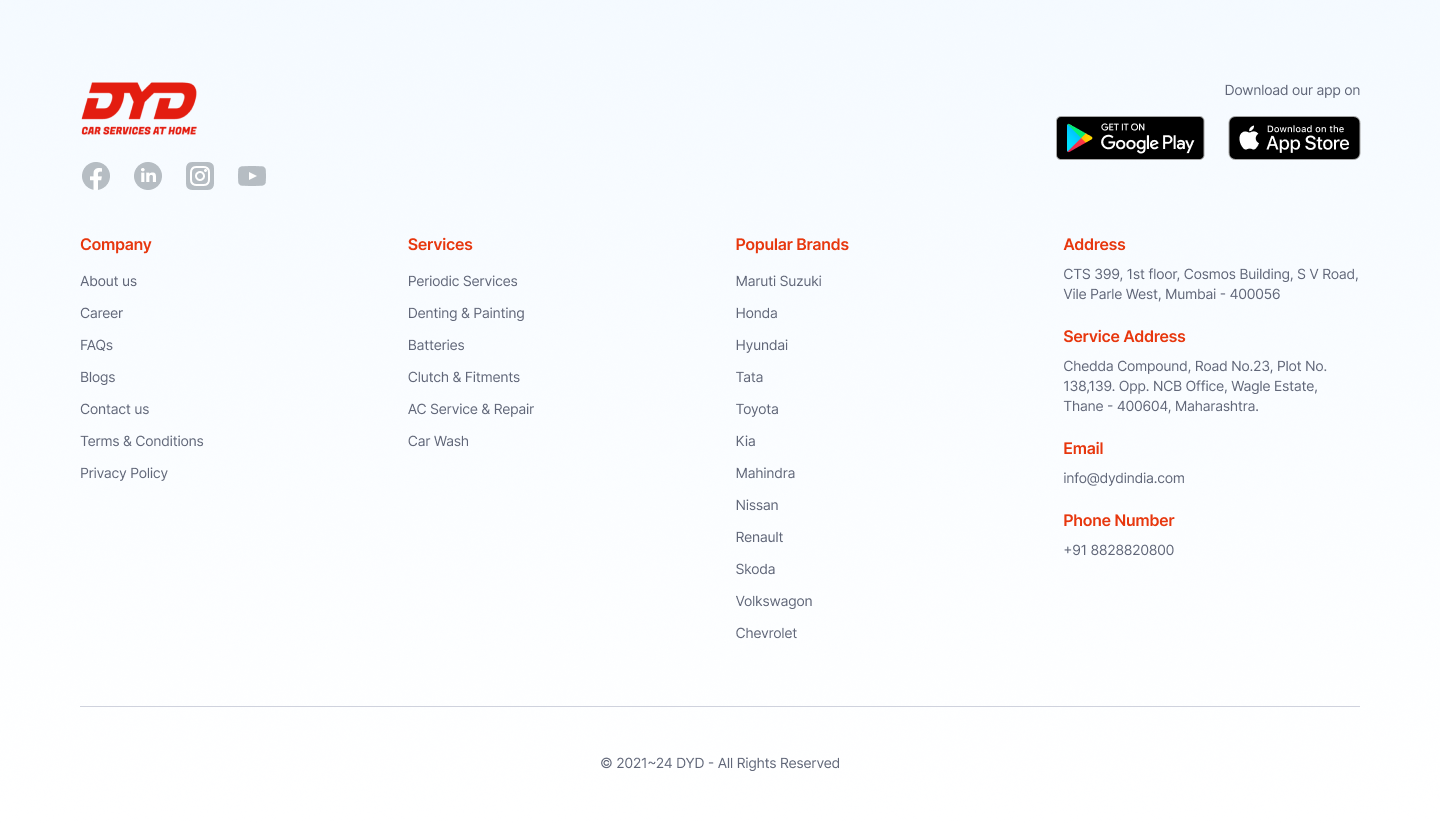 DYD
CAR SERVICES AT HOME
Download our app on
GET IT ON
Google Play
Download on the
App Store
Company
About us
Career
FAQs
Blogs
Contact us
Terms & Conditions
Privacy Policy
Services
Periodic Services
Denting & Painting
Batteries
Clutch & Fitments
AC Service & Repair
Car Wash
Popular Brands
Maruti Suzuki
Honda
Hyundai
Tata
Toyota
Kia
Mahindra
Nissan
Renault
Skoda
Volkswagon
Chevrolet
Address
CTS 399, 1st floor, Cosmos Building, S V Road,
Vile Parle West, Mumbai - 400056
Service Address
Chedda Compound, Road No.23, Plot No.
138,139. Opp. NCB Office, Wagle Estate,
Thane - 400604, Maharashtra.
Email
info@dydindia.com
Phone Number
+91 8828820800
© 2021~24 DYD - All Rights Reserved